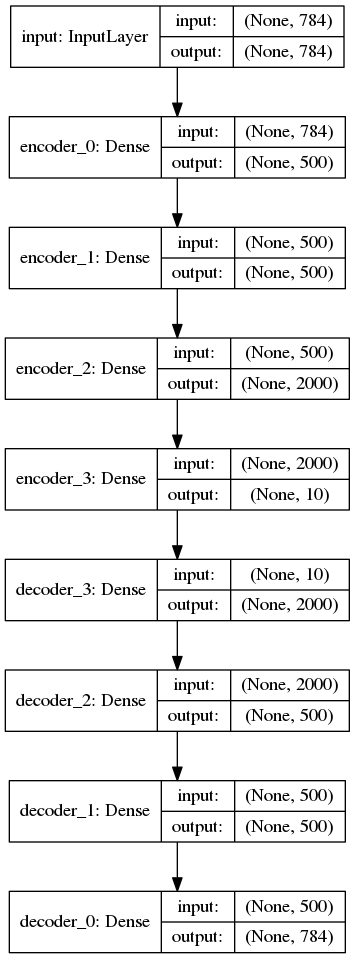 input: InputLayer
input: (None, 784)
output: (None, 784)
encoder_0: Dense
input: (None, 784)
output: (None, 500)
encoder_1: Dense
input: (None, 500)
output: (None, 500)
encoder_2: Dense
input: (None, 500)
output: (None, 2000)
encoder_3: Dense
input: (None, 2000)
output: (None, 10)
decoder_3: Dense
input: (None, 10)
output: (None, 2000)
decoder_2: Dense
input: (None, 2000)
output: (None, 500)
decoder_1: Dense
input: (None, 500)
output: (None, 500)
decoder_0: Dense
input: (None, 500)
output: (None, 784)